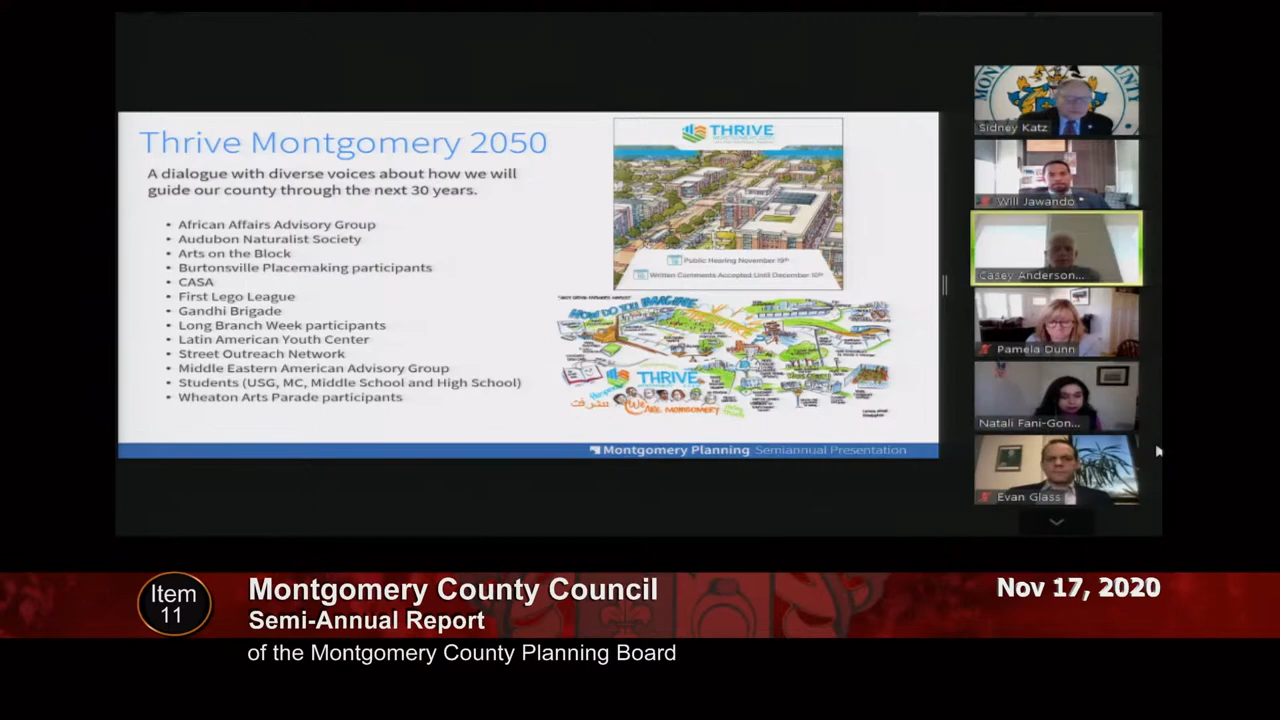 Thrive Montgomery 2050
A dialogue with diverse voices about how we will
guide our county through the next 30 years.
• African Affairs Advisory Group
• Audubon Naturalist Society
• Arts on the Block
• Burtonsville Placemaking participants
• CASA
• First Lego League
• Gandhi Brigade
• Long Branch Week participants
• Latin American Youth Center
• Street Outreach Network
• Middle Eastern American Advisory Group
• Students (USG, MC, Middle School and High School)
• Wheaton Arts Parade participants
THRIVE
Public Hearing November 19th
Written Comments Accepted Until December 10th
HOW DO YOU IMAGINE
THRIVE
We ARE MONTGOMERY
Montgomery Planning Semiannual Presentation
Sidney Katz
Will Jawando
Casey Anderson...
Pamela Dunn
Natali Fani-Gon...
Evan Glass
Item
11
Montgomery County Council
Semi-Annual Report
of the Montgomery County Planning Board
Nov 17, 2020